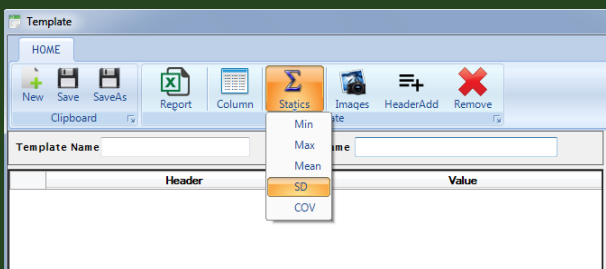 Template
HOME
New Save SaveAs Report Column Statics Images HeaderAdd Remove
Clipboard
Min
Max
Mean
SD
COV
Template Name
Header Value